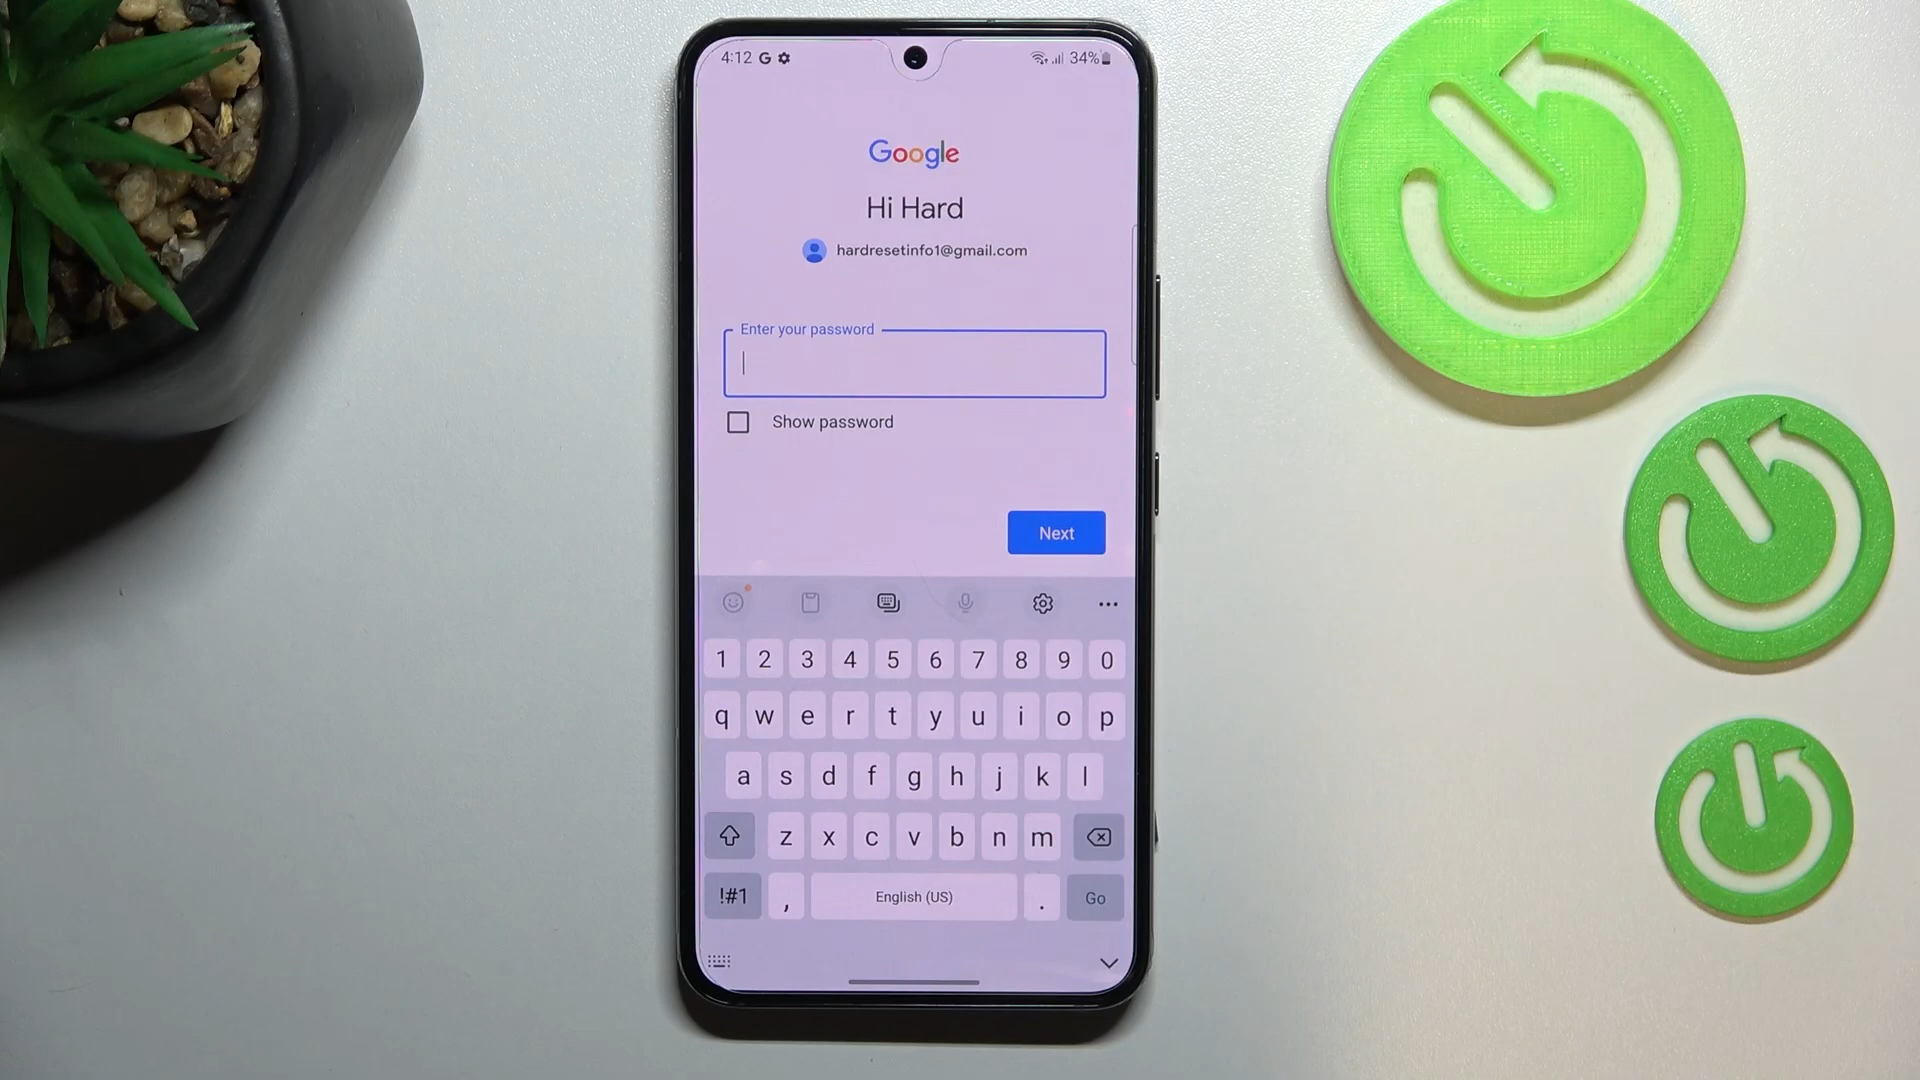 4:12 G 34%
Google
Hi Hard
hardresetinfo1@gmail.com
Enter your password
Show password
Next
1 2 3 4 5 6 7 8 9 0
q w e r t y u i o p
a s d f g h j k l
z x c v b n m
!#1 , English (US) . Go